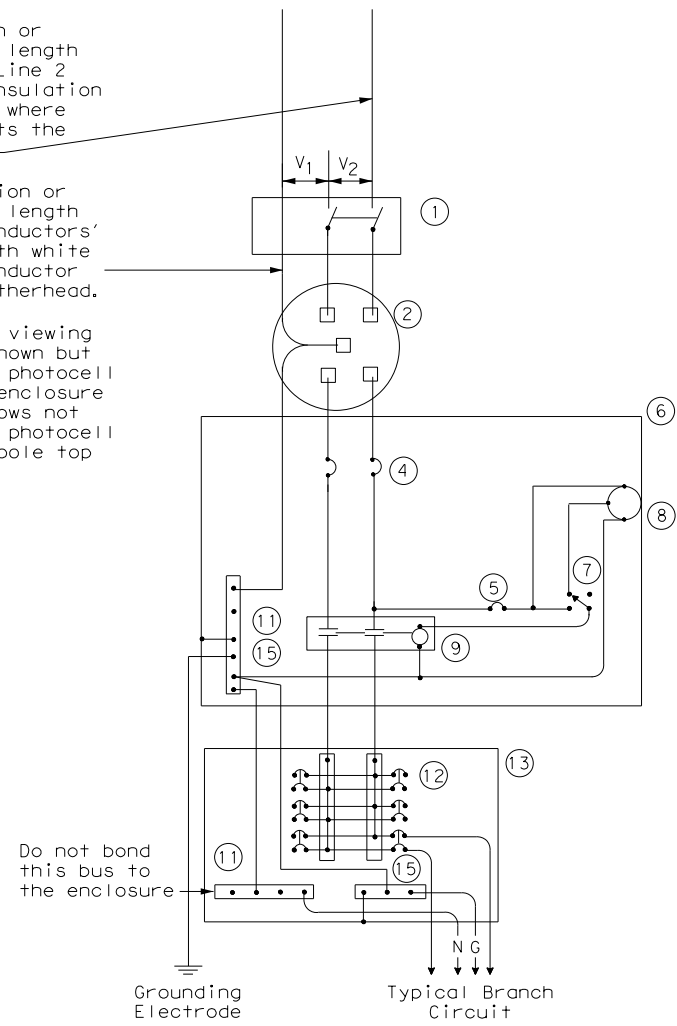 n or
length
Line 2
nsulation
where
ts the
V1
V2
1
ion or
length
nductors'
th white
nductor
therhead.
2
viewing
nown but
photocell
enclosure
ows not
photocell
pole top
6
4
8
5
7
11
15
9
13
12
Do not bond
this bus to
the enclosure
11
15
N G
Grounding
Electrode
Typical Branch
Circuit